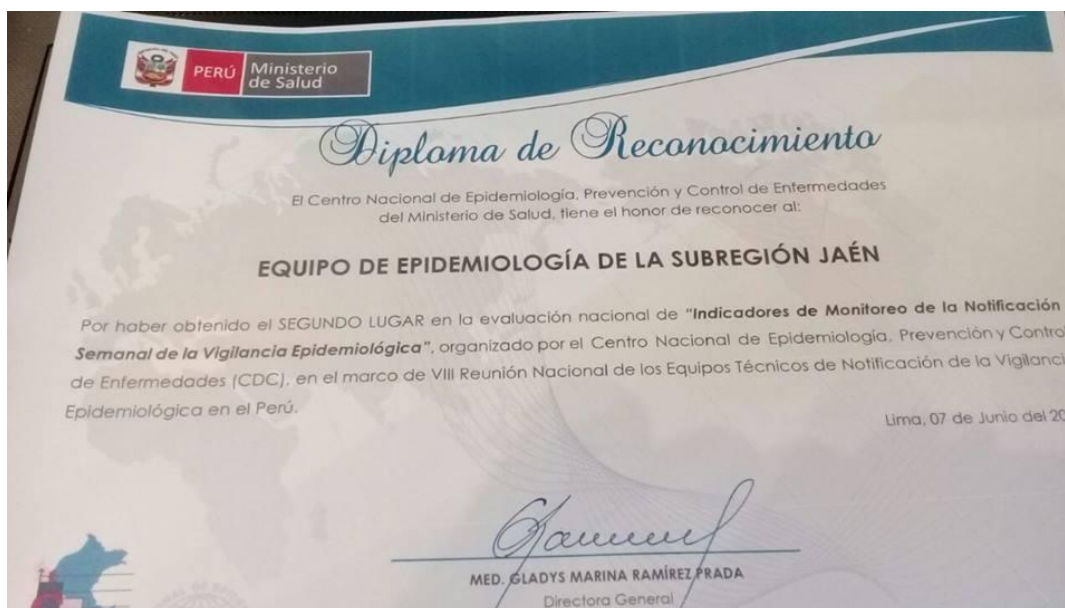 PERÚ Ministerio
de Salud
Diploma de Reconocimiento
El Centro Nacional de Epidemiología, Prevención y Control de Enfermedades
del Ministerio de Salud, tiene el honor de reconocer al:
EQUIPO DE EPIDEMIOLOGÍA DE LA SUBREGIÓN JAÉN
Por haber obtenido el SEGUNDO LUGAR en la evaluación nacional de "Indicadores de Monitoreo de la Notificación
Semanal de la Vigilancia Epidemiológica", organizado por el Centro Nacional de Epidemiología, Prevención y Control
de Enfermedades (CDC), en el marco de VIII Reunión Nacional de los Equipos Técnicos de Notificación de la Vigilanci
Epidemiológica en el Perú.
Lima, 07 de Junio del 20
MED. GLADYS MARINA RAMÍREZ PRADA
Directora General